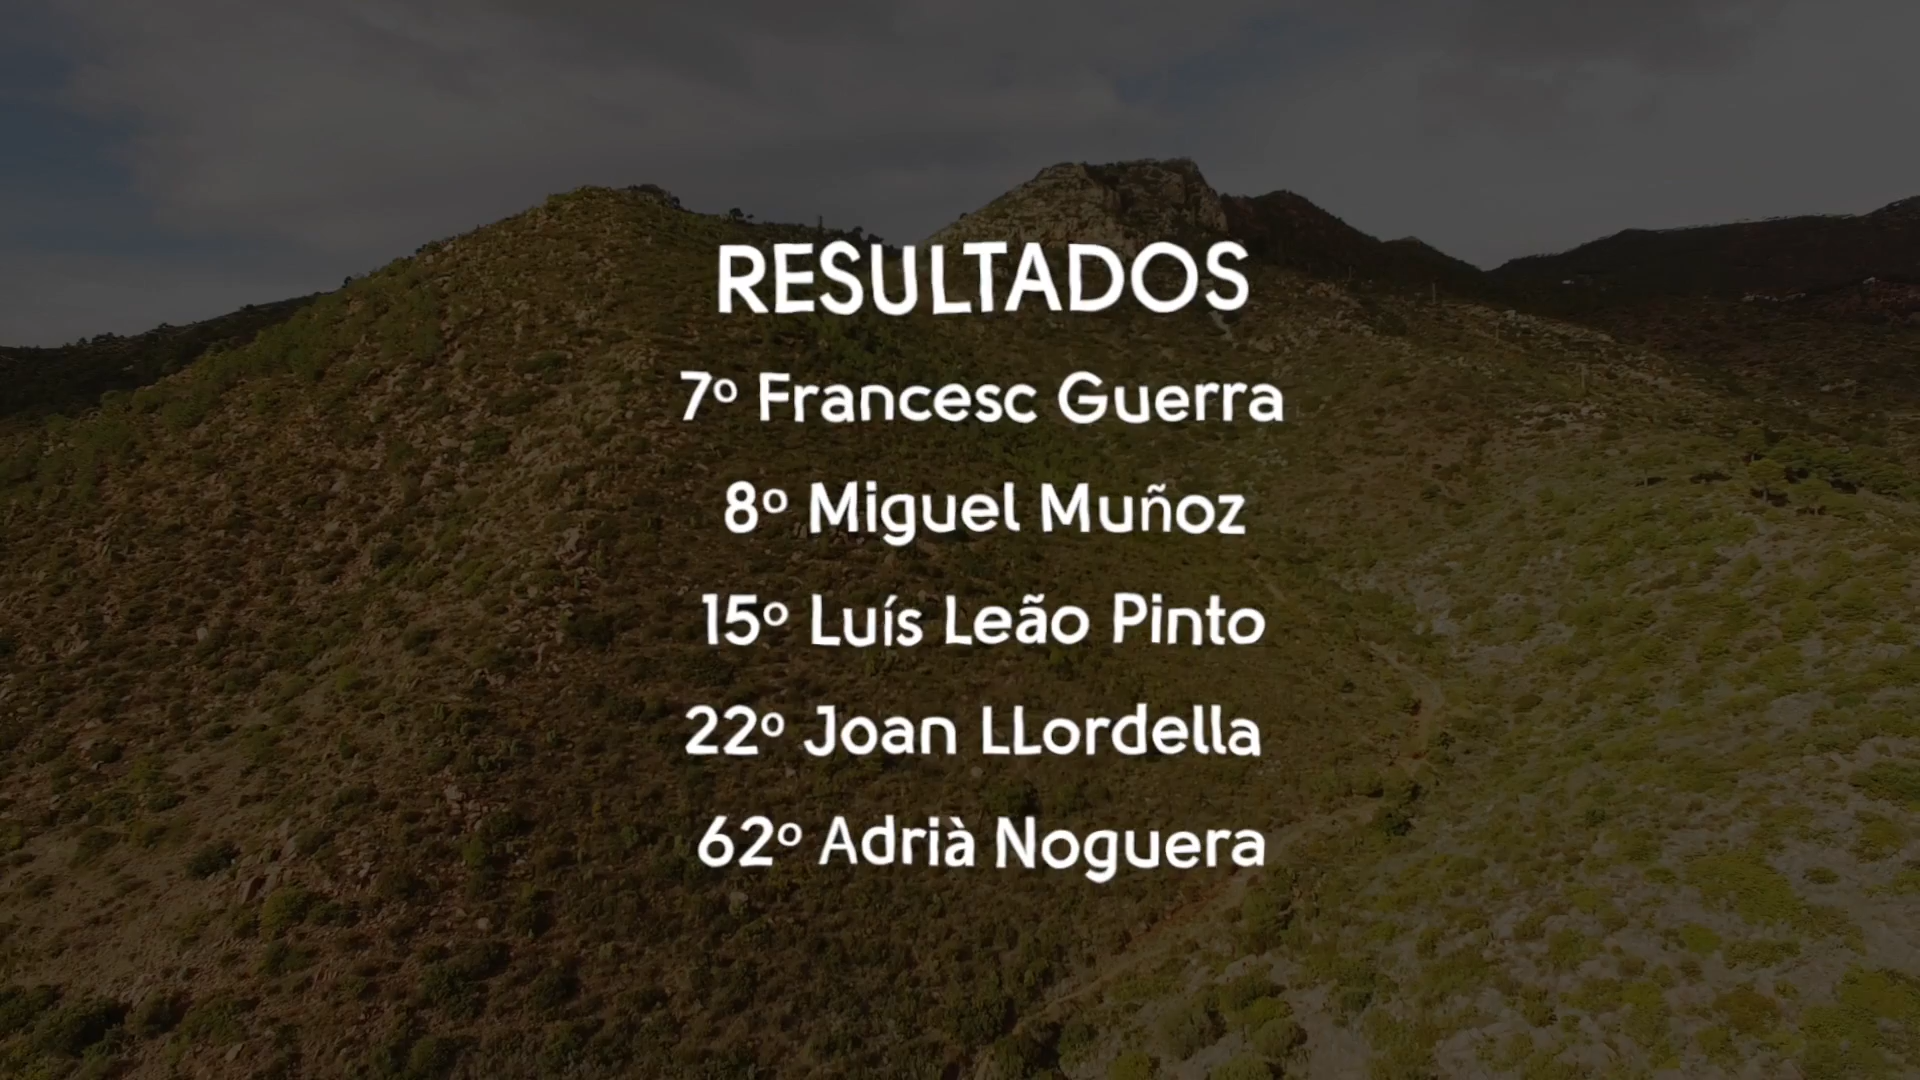 RESULTADOS
7º Francesc Guerra
8º Miguel Muñoz
15º Luís Leão Pinto
22º Joan LLordella
62º Adrià Noguera